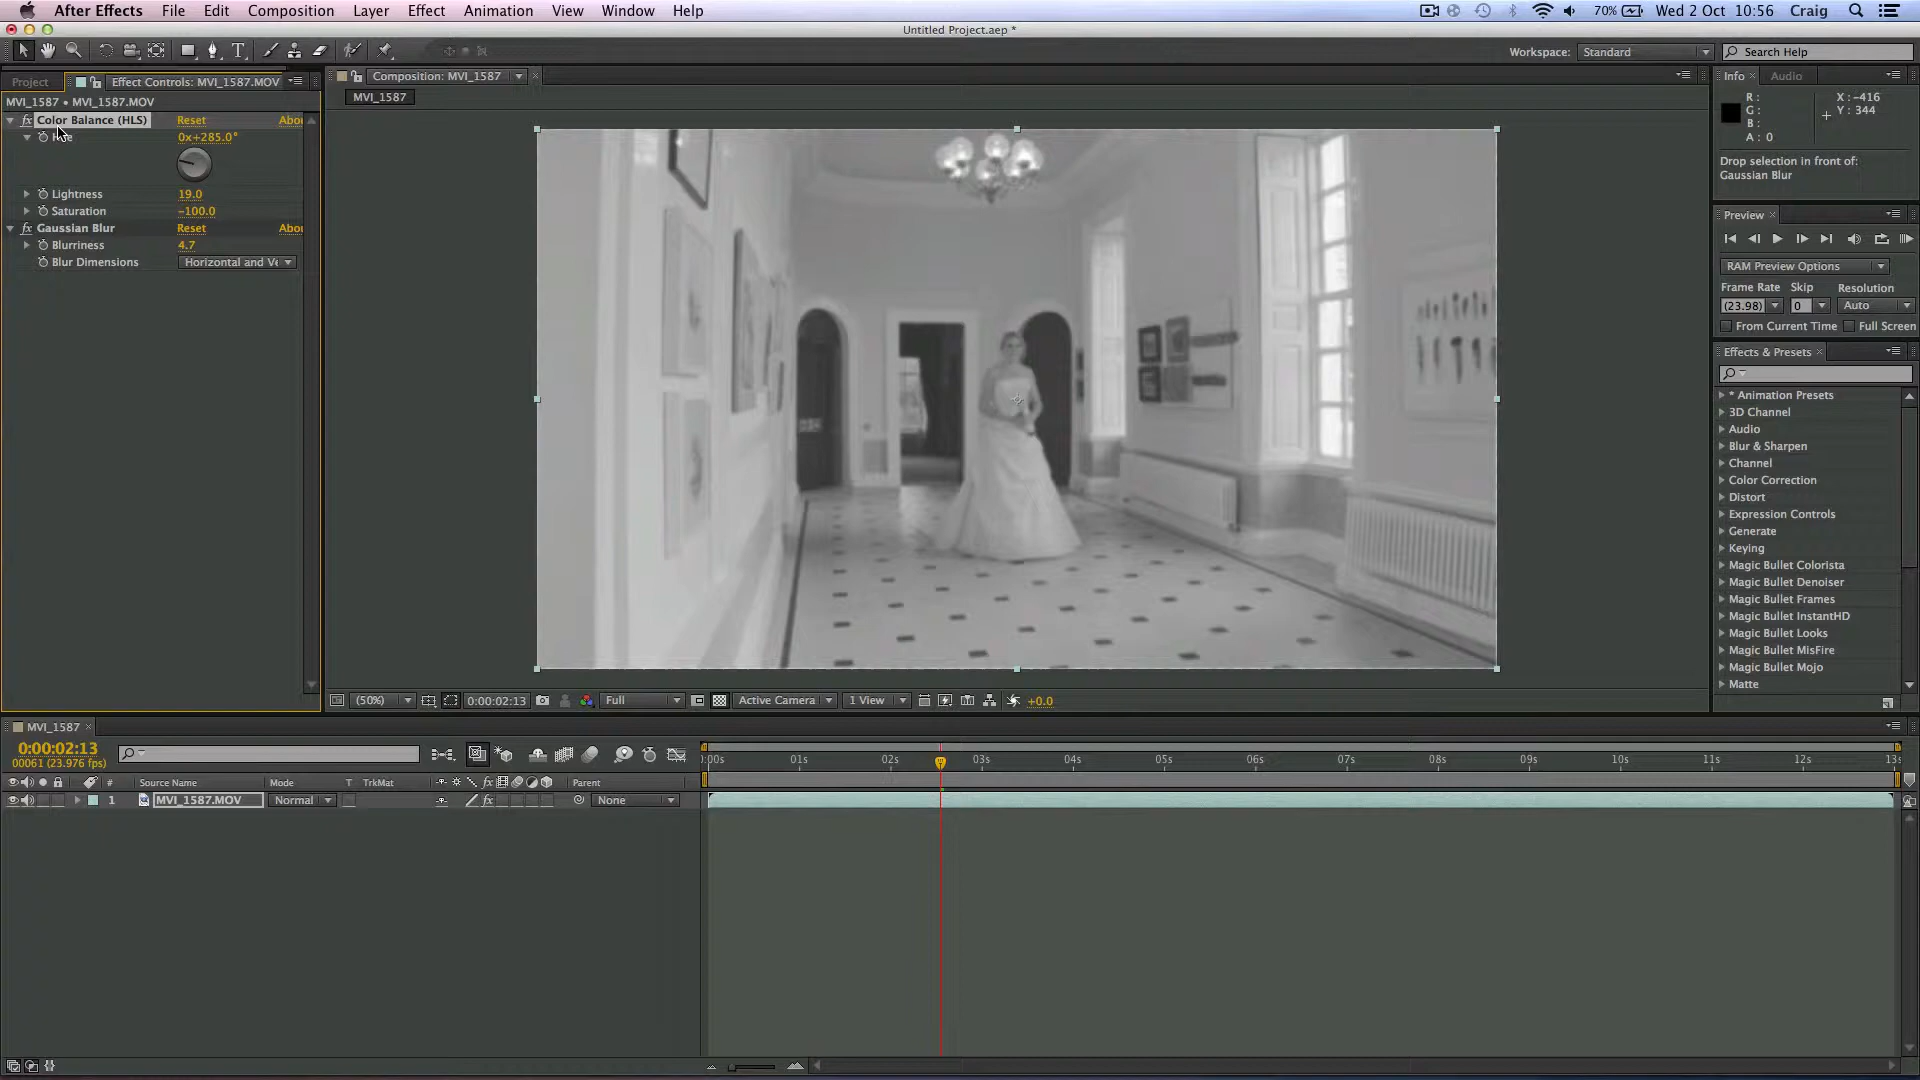 After Effects File Edit Composition Layer Effect Animation View Window Help 70% Wed 2 Oct 10:56 Craig
Untitled Project.aep *
Workspace: Standard Search Help
Project Effect Controls: MVI_1587.MOV
MVI_1587 • MVI_1587.MOV
fx Color Balance (HLS) Reset Abou
0x+285.0°
Lightness 19.0
Saturation -100.0
fx Gaussian Blur Reset Abou
Blurriness 4.7
Blur Dimensions Horizontal and Ve
Composition: MVI_1587
MVI_1587
(50%) 0:00:02:13 Full Active Camera 1 View +0.0
Info Audio
R: X: -416
G: Y: 344
B:
A: 0
Drop selection in front of:
Gaussian Blur
Preview
RAM Preview Options
Frame Rate Skip Resolution
(23.98) 0 Auto
From Current Time Full Screen
Effects & Presets
* Animation Presets
3D Channel
Audio
Blur & Sharpen
Channel
Color Correction
Distort
Expression Controls
Generate
Keying
Magic Bullet Colorista
Magic Bullet Denoiser
Magic Bullet Frames
Magic Bullet InstantHD
Magic Bullet Looks
Magic Bullet MisFire
Magic Bullet Mojo
Matte
MVI_1587
0:00:02:13
00061 (23.976 fps)
:00s 01s 02s 03s 04s 05s 06s 07s 08s 09s 10s 11s 12s 13s
# Source Name Mode T TrkMat fx Parent
1 MVI_1587.MOV Normal fx None